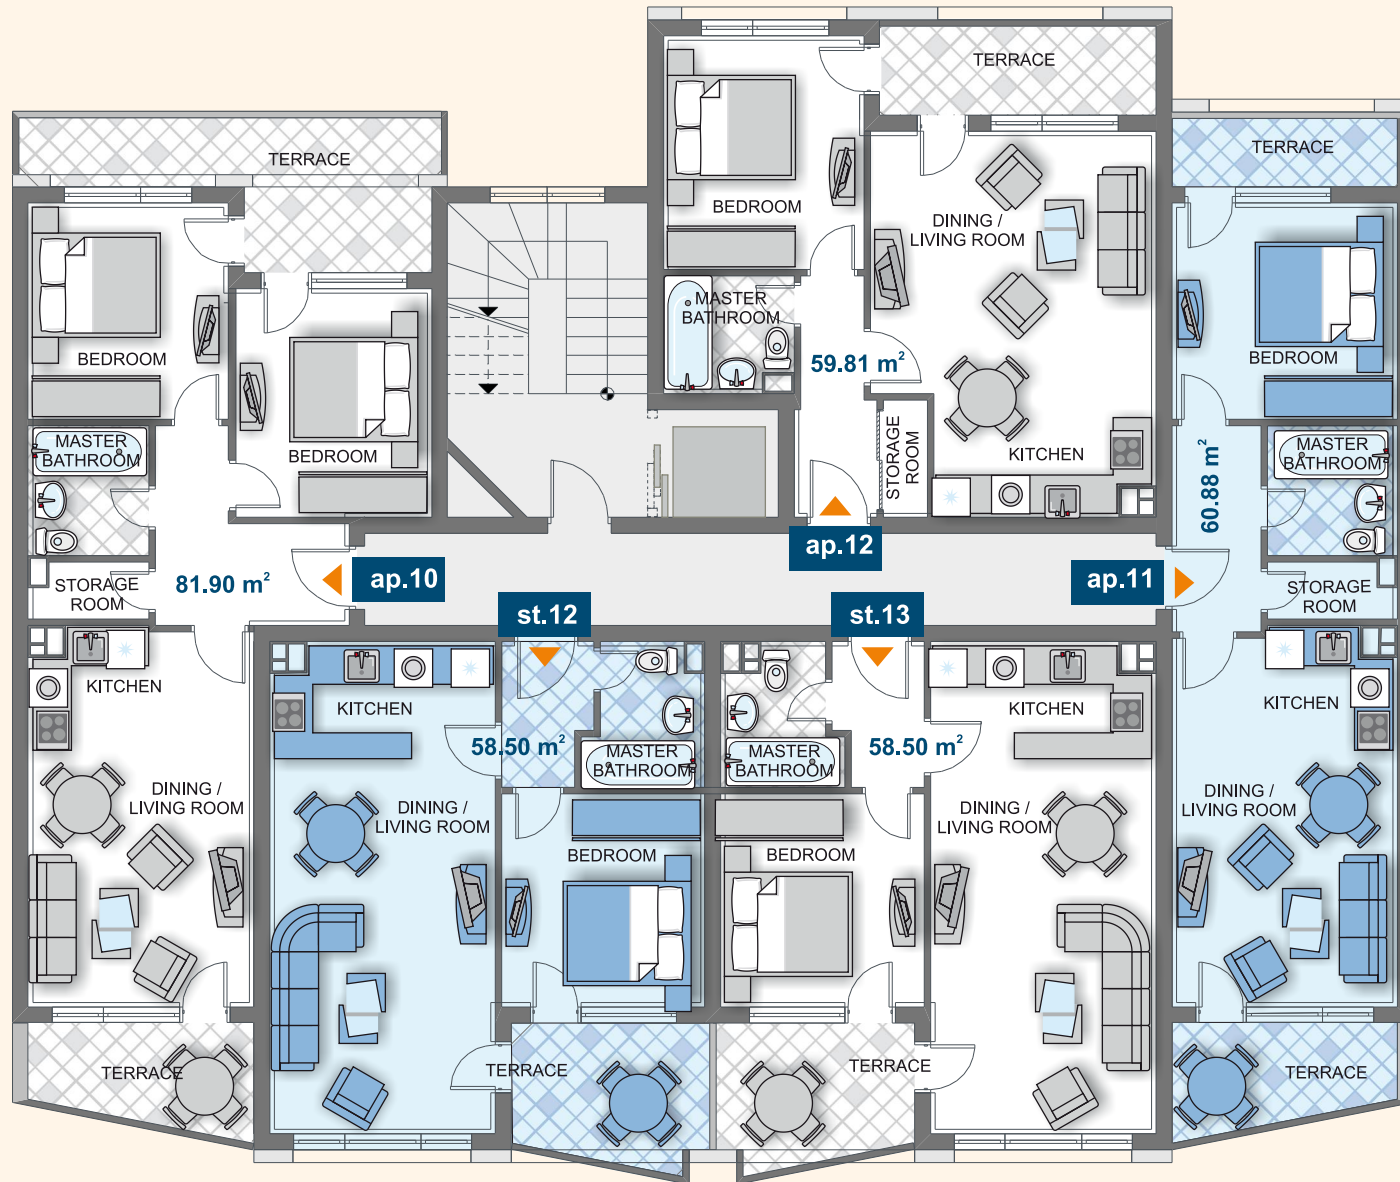 TERRACE
TERRACE
TERRACE
BEDROOM
DINING /
LIVING ROOM
MASTER
BATHROOM
BEDROOM
BEDROOM
59.81 m²
BEDROOM
MASTER
BATHROOM
BEDROOM
KITCHEN
STORAGE
ROOM
MASTER
BATHROOM
60.88 m²
ap.12
81.90 m²
STORAGE
ROOM
ap.10
ap.11
STORAGE
ROOM
st.12
st.13
KITCHEN
KITCHEN
58.50 m²
MASTER
BATHROOM
MASTER
BATHROOM
58.50 m²
KITCHEN
KITCHEN
DINING /
LIVING ROOM
DINING /
LIVING ROOM
BEDROOM
BEDROOM
DINING /
LIVING ROOM
DINING /
LIVING ROOM
TERRACE
TERRACE
TERRACE
TERRACE